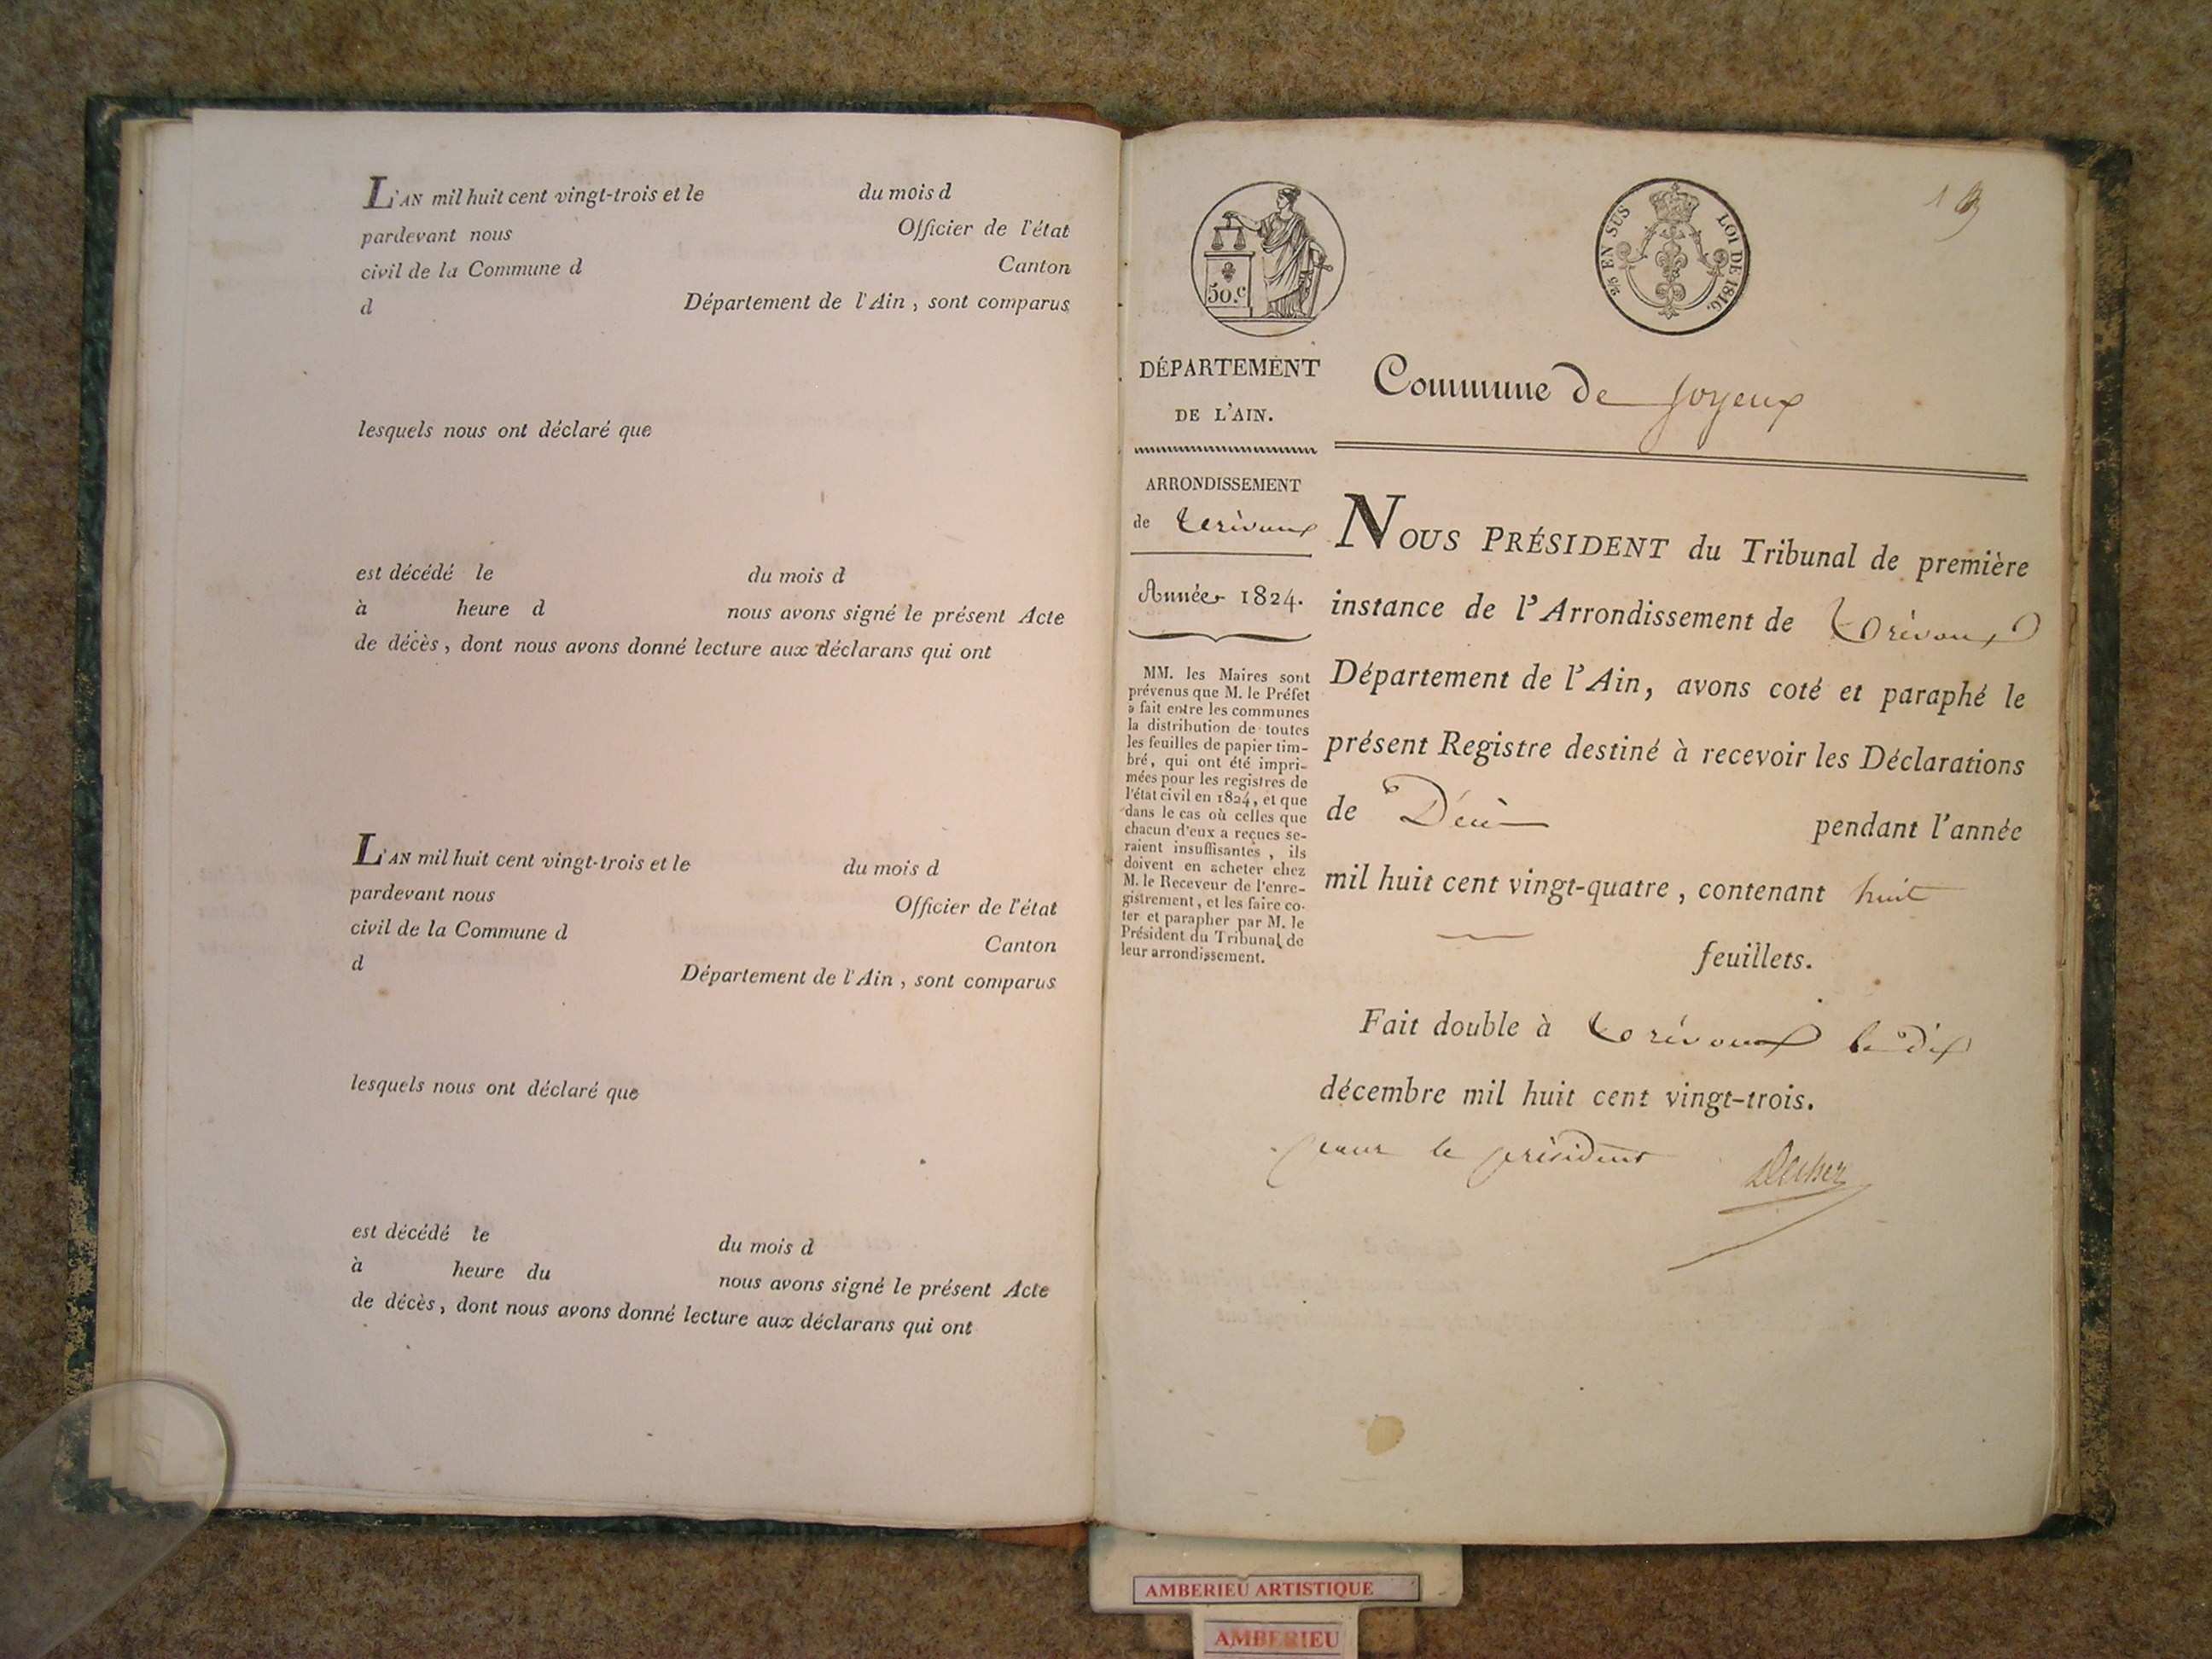 L'AN mil huit cent vingt-trois et le du mois d
pardevant nous Officier de l'état
civil de la Commune d Canton
d Département de l'Ain, sont comparus
lesquels nous ont déclaré que
est décédé le du mois d
à heure d nous avons signé le présent Acte
de décès, dont nous avons donné lecture aux déclarans qui ont
L'AN mil huit cent vingt-trois et le du mois d
pardevant nous Officier de l'état
civil de la Commune d Canton
d Département de l'Ain, sont comparus
lesquels nous ont déclaré que
est décédé le du mois d
à heure du nous avons signé le présent Acte
de décès, dont nous avons donné lecture aux déclarans qui ont
50.c
EN SUS LOI DE 1816.
DÉPARTEMENT
DE L'AIN.
Commune de Joyeux
ARRONDISSEMENT
de Trévoux
Année 1824.
MM. les Maires sont
prévenus que M. le Préfet
a fait entre les communes
la distribution de toutes
les feuilles de papier tim-
bré, qui ont été impri-
mées pour les registres de
l'état civil en 1824, et que
dans le cas où celles que
chacun d'eux a reçues se-
raient insuffisantes, ils
doivent en acheter chez
M. le Receveur de l'enre-
gistrement, et les faire co-
ter et parapher par M. le
Président du Tribunal de
leur arrondissement.
NOUS PRÉSIDENT du Tribunal de première
instance de l'Arrondissement de Trévoux
Département de l'Ain, avons coté et paraphé le
présent Registre destiné à recevoir les Déclarations
de Décès pendant l'année
mil huit cent vingt-quatre, contenant huit
feuillets.
Fait double à Trévoux le dix
décembre mil huit cent vingt-trois.
pour le président
AMBERIEU ARTISTIQUE
AMBERIEU